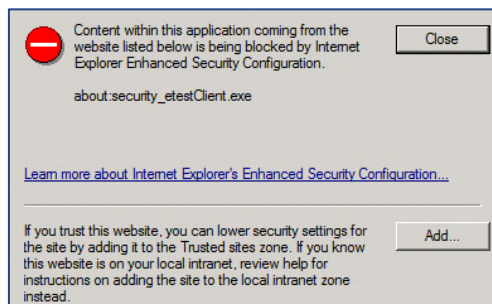 Content within this application coming from the
website listed below is being blocked by Internet
Explorer Enhanced Security Configuration.
Close
about:security_etestClient.exe
Learn more about Internet Explorer's Enhanced Security Configuration...
If you trust this website, you can lower security settings for
the site by adding it to the Trusted sites zone. If you know
this website is on your local intranet, review help for
instructions on adding the site to the local intranet zone
instead.
Add...